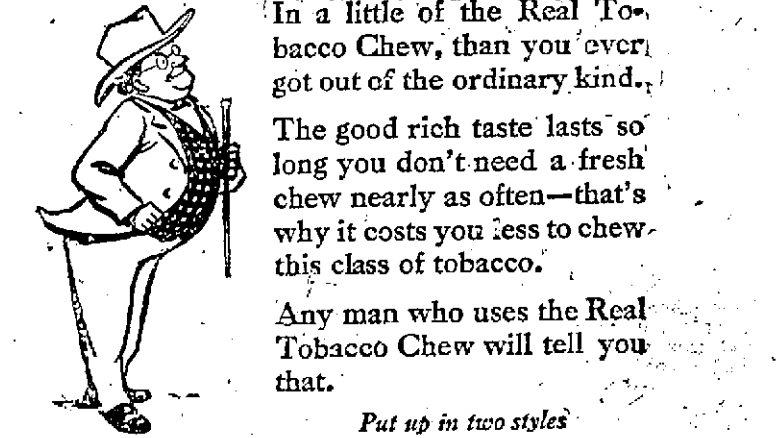 In a little of the Real To-
bacco Chew, than you ever
got out of the ordinary kind.
The good rich taste lasts so
long you don't need a fresh
chew nearly as often—that's
why it costs you less to chew
this class of tobacco.
Any man who uses the Real
Tobacco Chew will tell you
that.
Put up in two styles